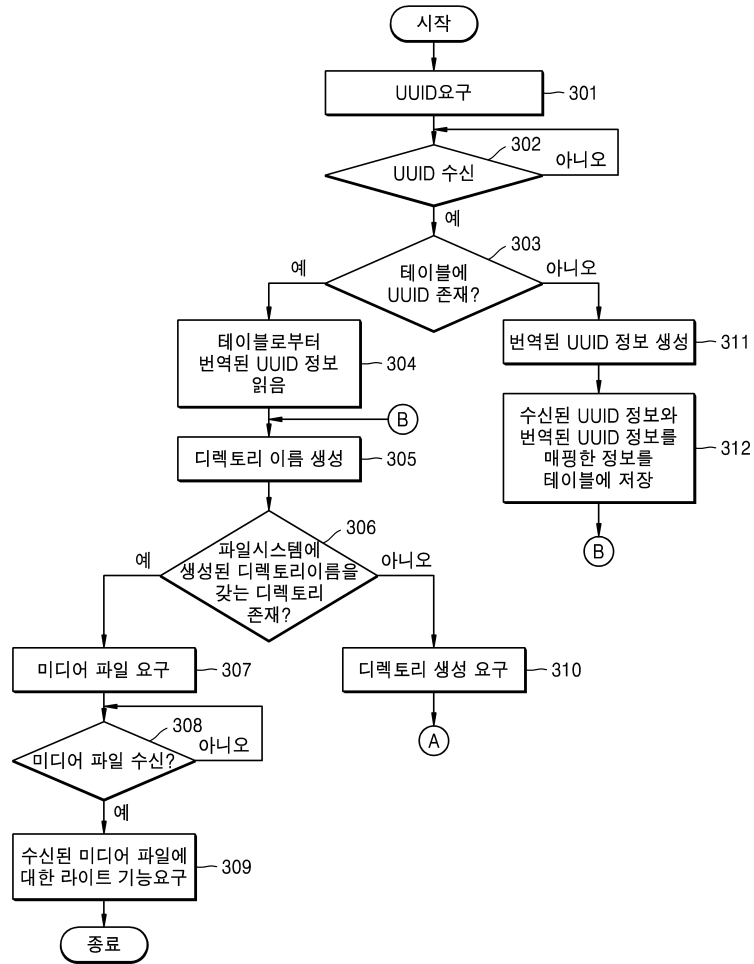 시작
UUID요구
301
302
UUID 수신
아니오
예
303
예
테이블에
UUID 존재?
아니오
테이블로부터
번역된 UUID 정보
읽음
304
번역된 UUID 정보 생성
311
B
수신된 UUID 정보와
번역된 UUID 정보를
매핑한 정보를
테이블에 저장
312
디렉토리 이름 생성
305
B
306
예
파일시스템에
생성된 디렉토리이름을
갖는 디렉토리
존재?
아니오
미디어 파일 요구
307
디렉토리 생성 요구
310
308
미디어 파일 수신?
아니오
A
예
수신된 미디어 파일에
대한 라이트 기능요구
309
종료